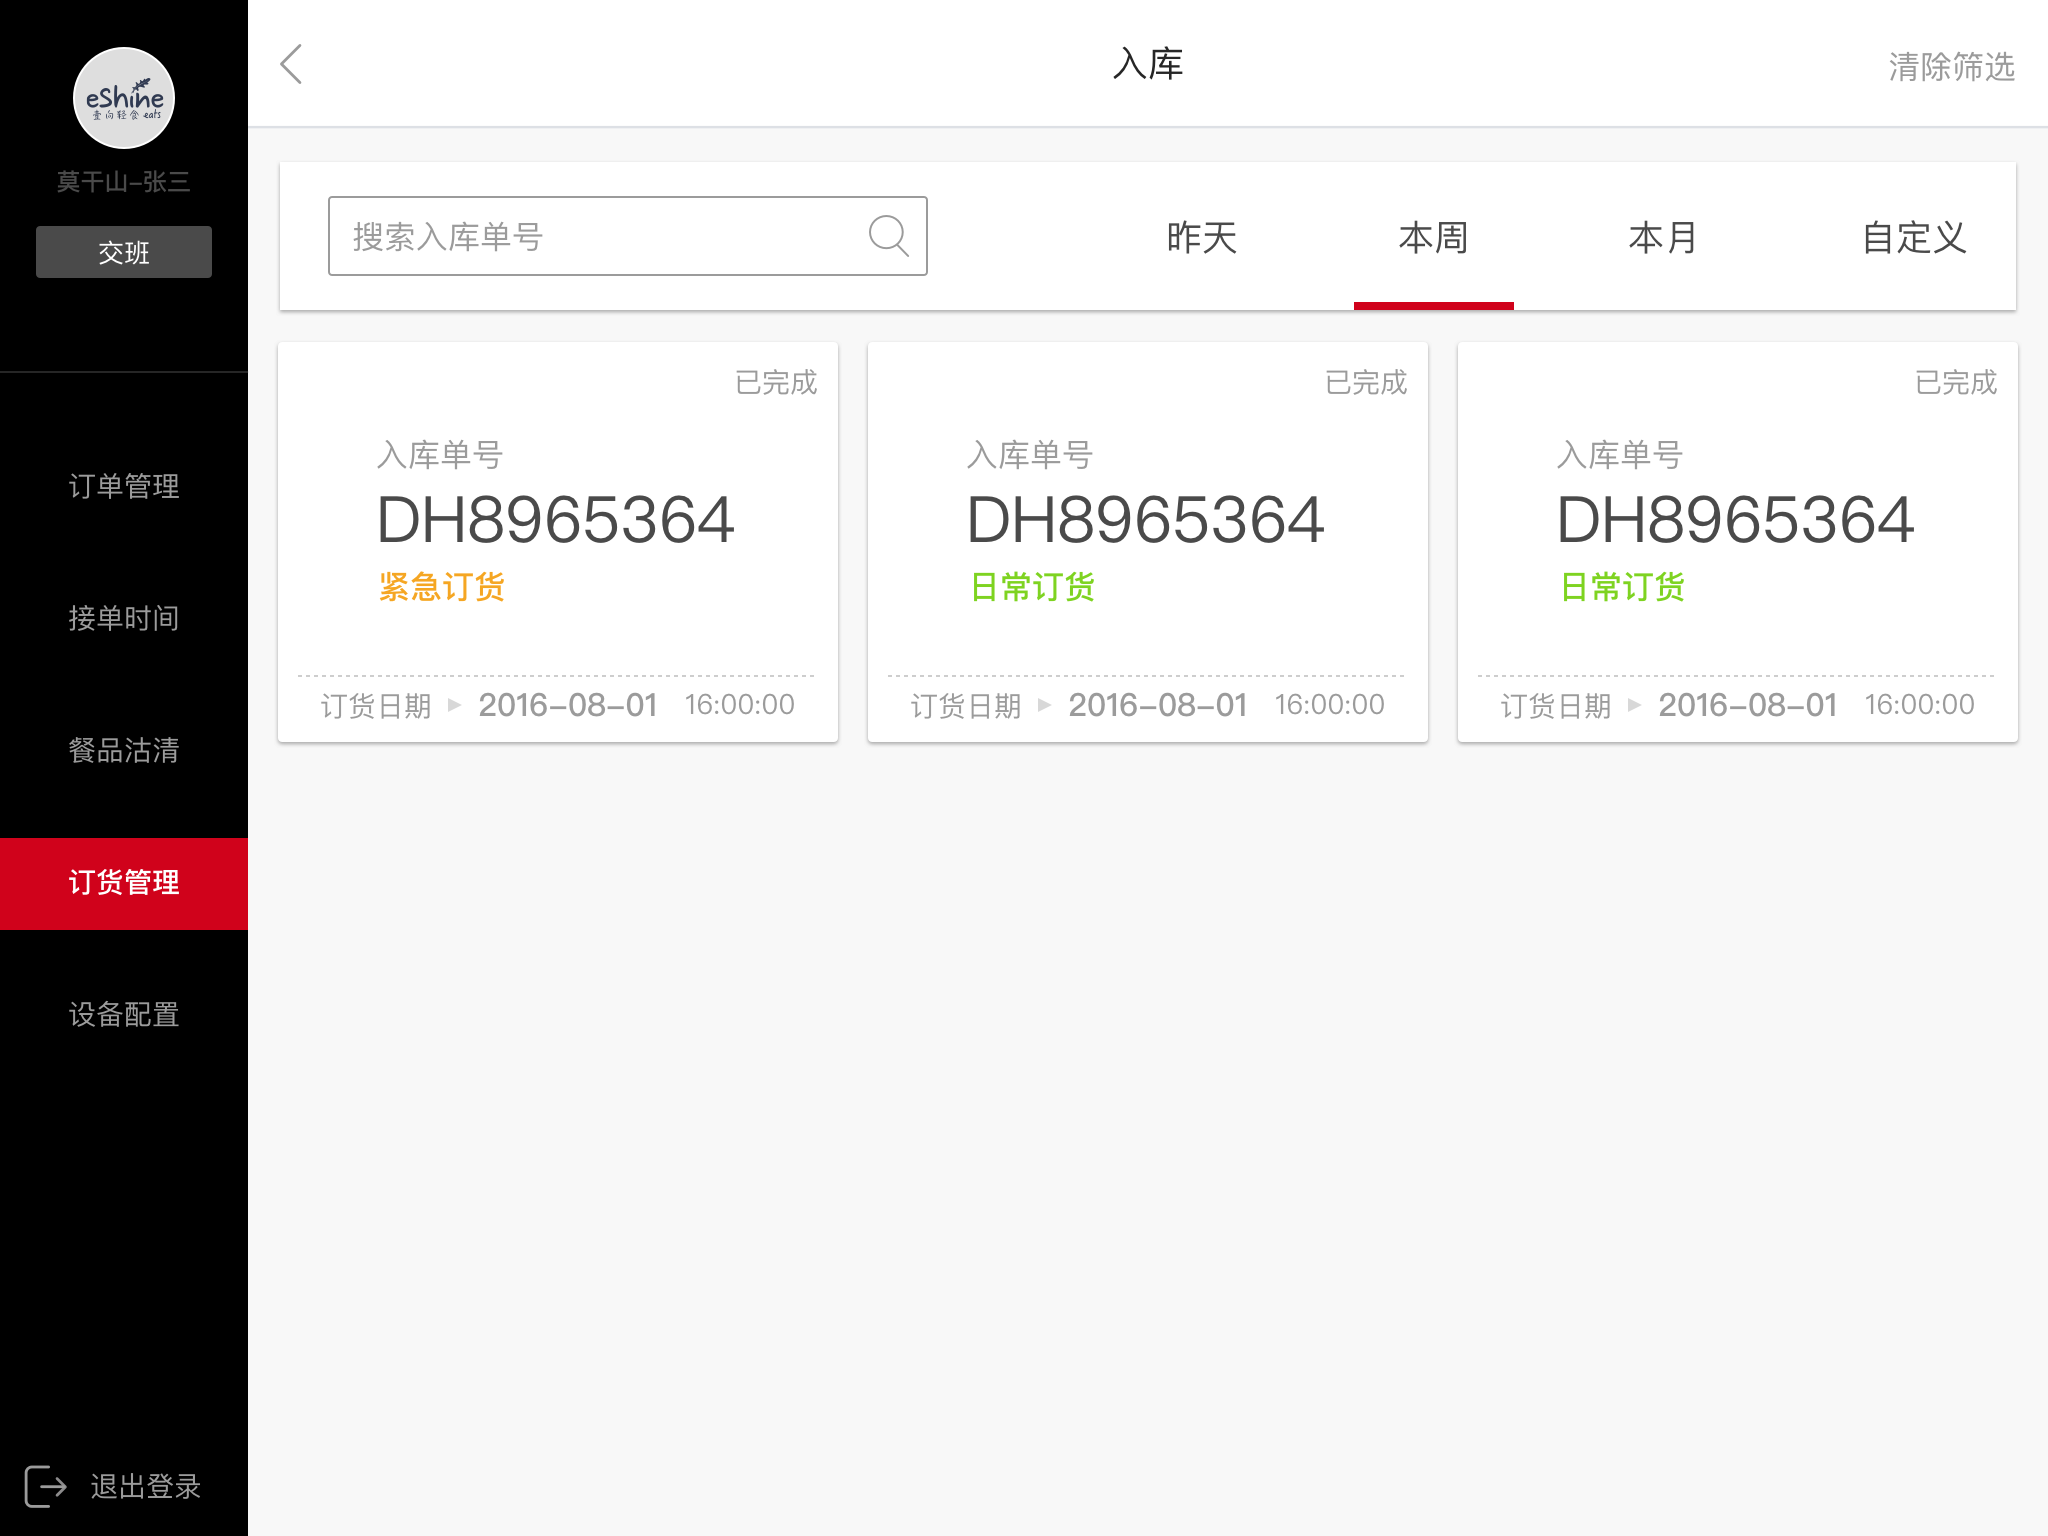 eShine
壹向轻食 eats
莫干山-张三
交班
订单管理
接单时间
餐品沽清
订货管理
设备配置
退出登录
入库
清除筛选
搜索入库单号
昨天
本周
本月
自定义
已完成
入库单号
DH8965364
紧急订货
订货日期 ▶ 2016-08-01 16:00:00
已完成
入库单号
DH8965364
日常订货
订货日期 ▶ 2016-08-01 16:00:00
已完成
入库单号
DH8965364
日常订货
订货日期 ▶ 2016-08-01 16:00:00